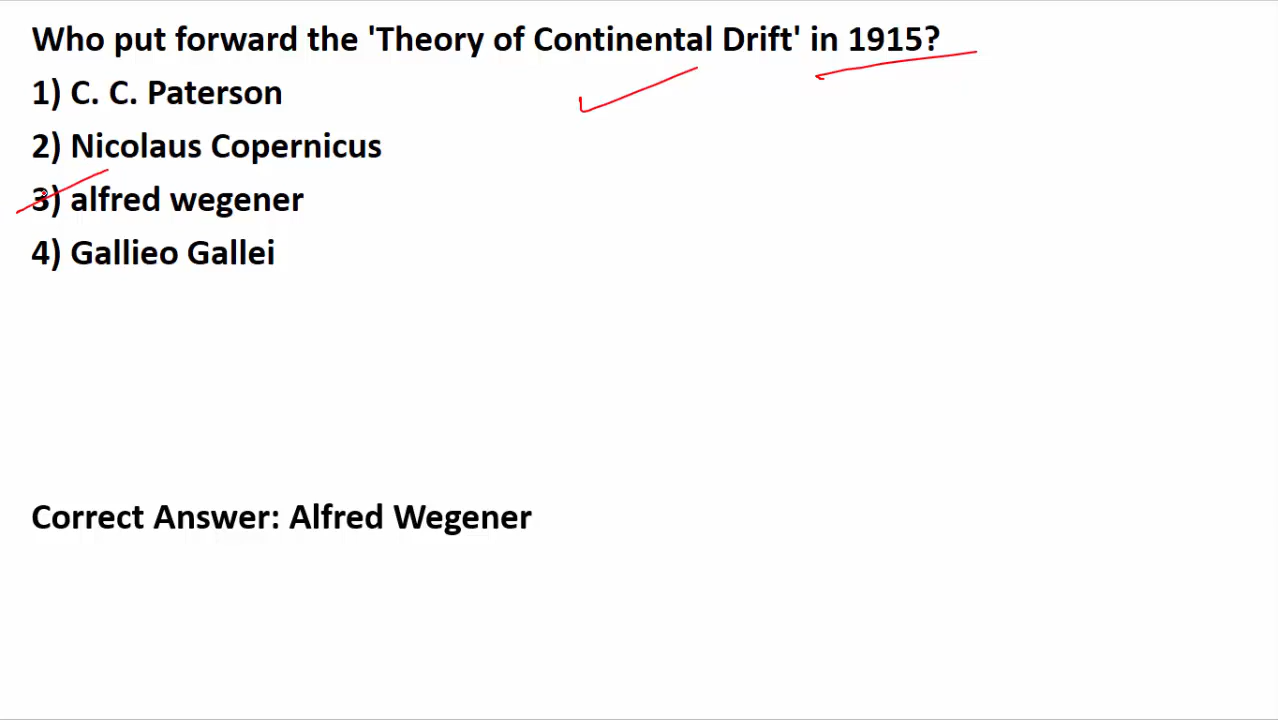 Who put forward the 'Theory of Continental Drift' in 1915?
1) C. C. Paterson
2) Nicolaus Copernicus
3) alfred wegener
4) Gallieo Gallei
Correct Answer: Alfred Wegener